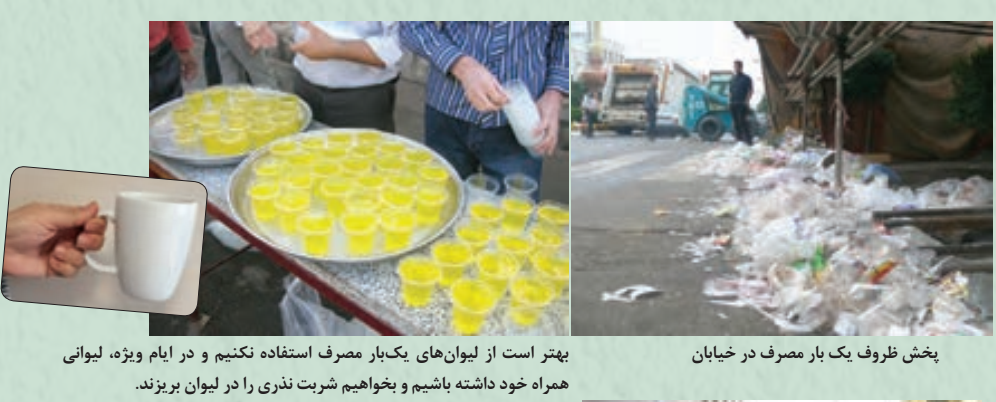 پخش ظروف یک بار مصرف در خیابان
بهتر است از لیوان‌های یک‌بار مصرف استفاده نکنیم و در ایام ویژه، لیوانی
همراه خود داشته باشیم و بخواهیم شربت نذری را در لیوان بریزند.